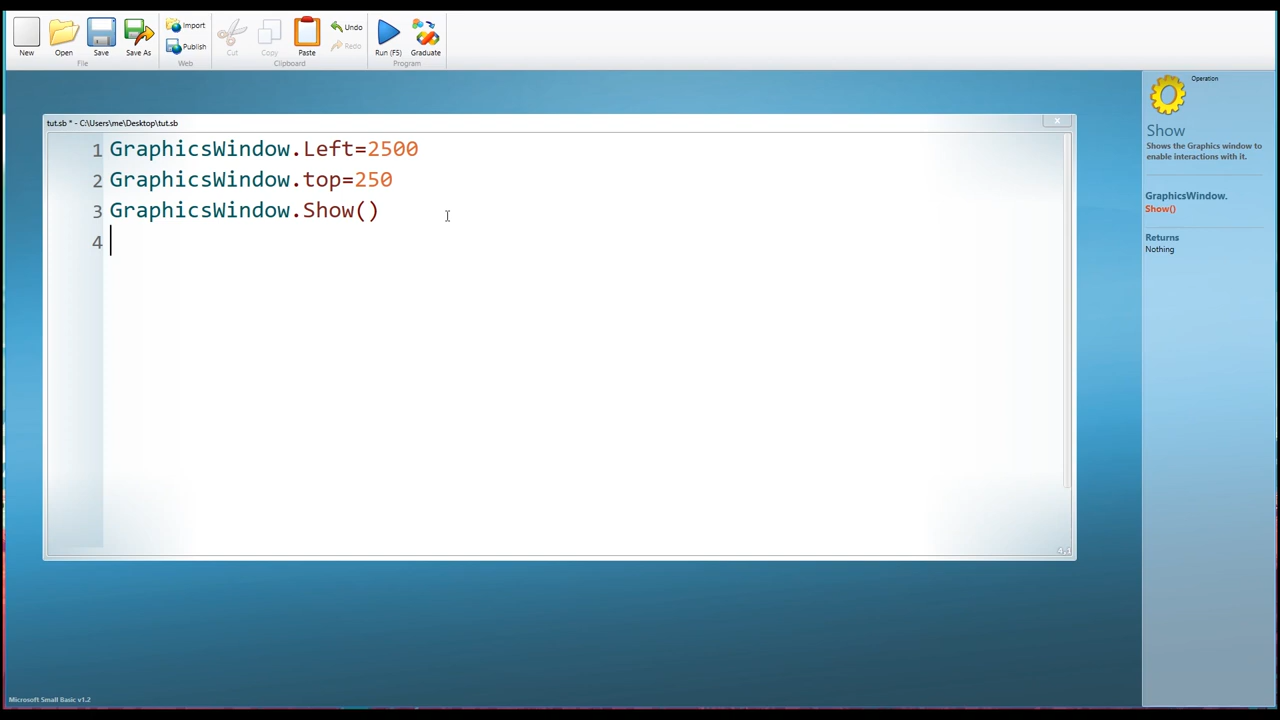 New
Open
Save
Save As
Import
Publish
Cut
Copy
Paste
Undo
Redo
Run (F5)
Graduate
File
Web
Clipboard
Program
tut.sb * - C:\Users\me\Desktop\tut.sb
x
1 GraphicsWindow.Left=2500
2 GraphicsWindow.top=250
3 GraphicsWindow.Show()
4
4,1
Operation
Show
Shows the Graphics window to
enable interactions with it.
GraphicsWindow.
Show()
Returns
Nothing
Microsoft Small Basic v1.2